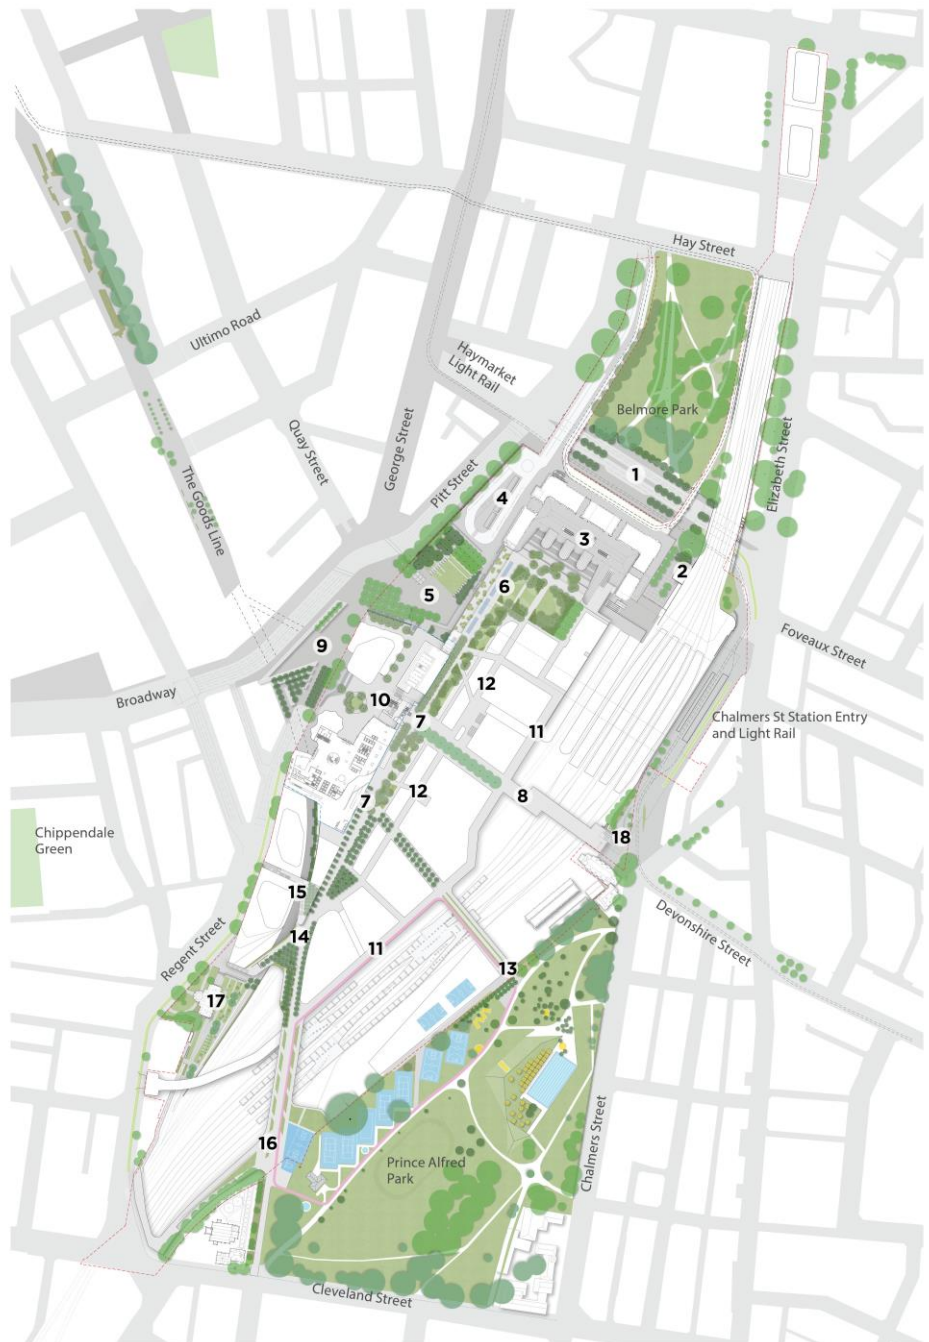 Hay Street
Ultimo Road
Haymarket
Light Rail
Belmore Park
Quay Street
George Street
Elizabeth Street
Pitt Street
1
4
The Goods Line
3
2
6
5
Foveaux Street
9
12
Broadway
10
Chalmers St Station Entry
and Light Rail
7
11
12
8
7
Chippendale
Green
18
15
Devonshire Street
14
11
Regent Street
13
17
Chalmers Street
16
Prince Alfred
Park
Cleveland Street